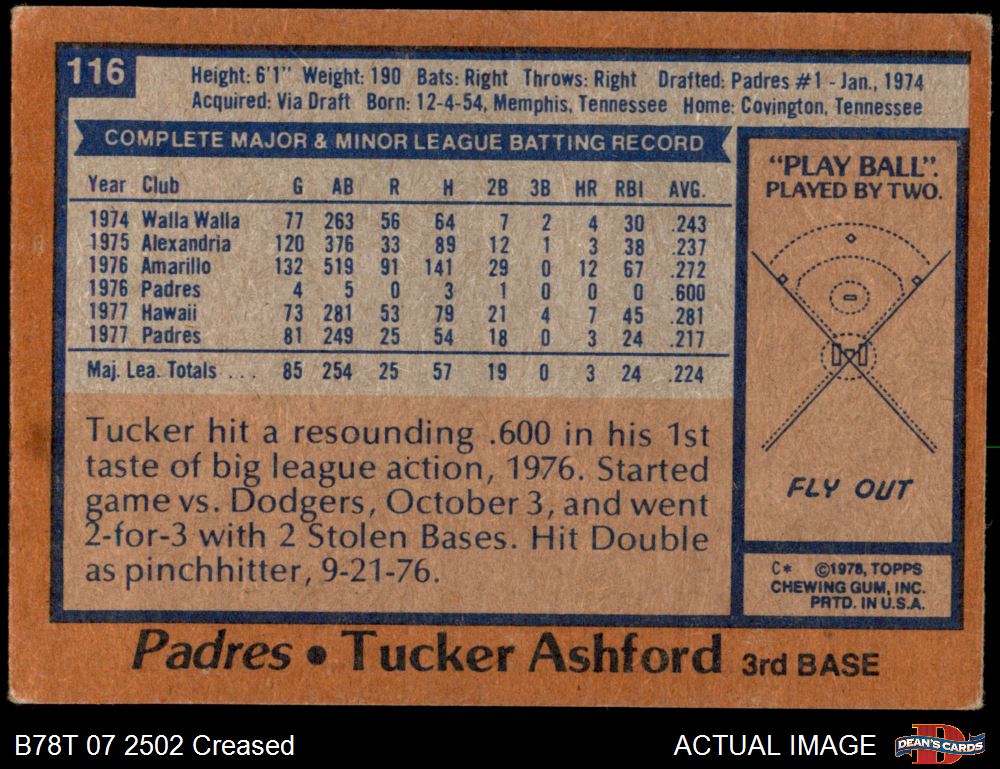 116
Height: 6'1" Weight: 190 Bats: Right Throws: Right Drafted: Padres #1 - Jan., 1974
Acquired: Via Draft Born: 12-4-54, Memphis, Tennessee Home: Covington, Tennessee
COMPLETE MAJOR & MINOR LEAGUE BATTING RECORD
Year Club G AB R H 2B 3B HR RBI AVG.
1974 Walla Walla 77 263 56 64 7 2 4 30 .243
1975 Alexandria 120 376 33 89 12 1 3 38 .237
1976 Amarillo 132 519 91 141 29 0 12 67 .272
1976 Padres 4 5 0 3 1 0 0 0 .600
1977 Hawaii 73 281 53 79 21 4 7 45 .281
1977 Padres 81 249 25 54 18 0 3 24 .217
Maj. Lea. Totals . . . 85 254 25 57 19 0 3 24 .224
Tucker hit a resounding .600 in his 1st
taste of big league action, 1976. Started
game vs. Dodgers, October 3, and went
2-for-3 with 2 Stolen Bases. Hit Double
as pinchhitter, 9-21-76.
"PLAY BALL".
PLAYED BY TWO.
FLY OUT
C* ©1978, TOPPS
CHEWING GUM, INC.
PRTD. IN U.S.A.
Padres • Tucker Ashford 3rd BASE
B78T 07 2502 Creased
ACTUAL IMAGE
DEAN'S CARDS